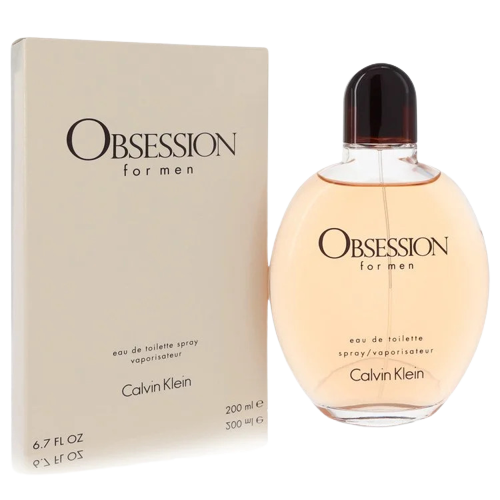 OBSESSION
for men
eau de toilette spray
vaporisateur
Calvin Klein
200 ml e
6.7 FL OZ
OBSESSION
for men
eau de toilette
spray/vaporisateur
Calvin Klein